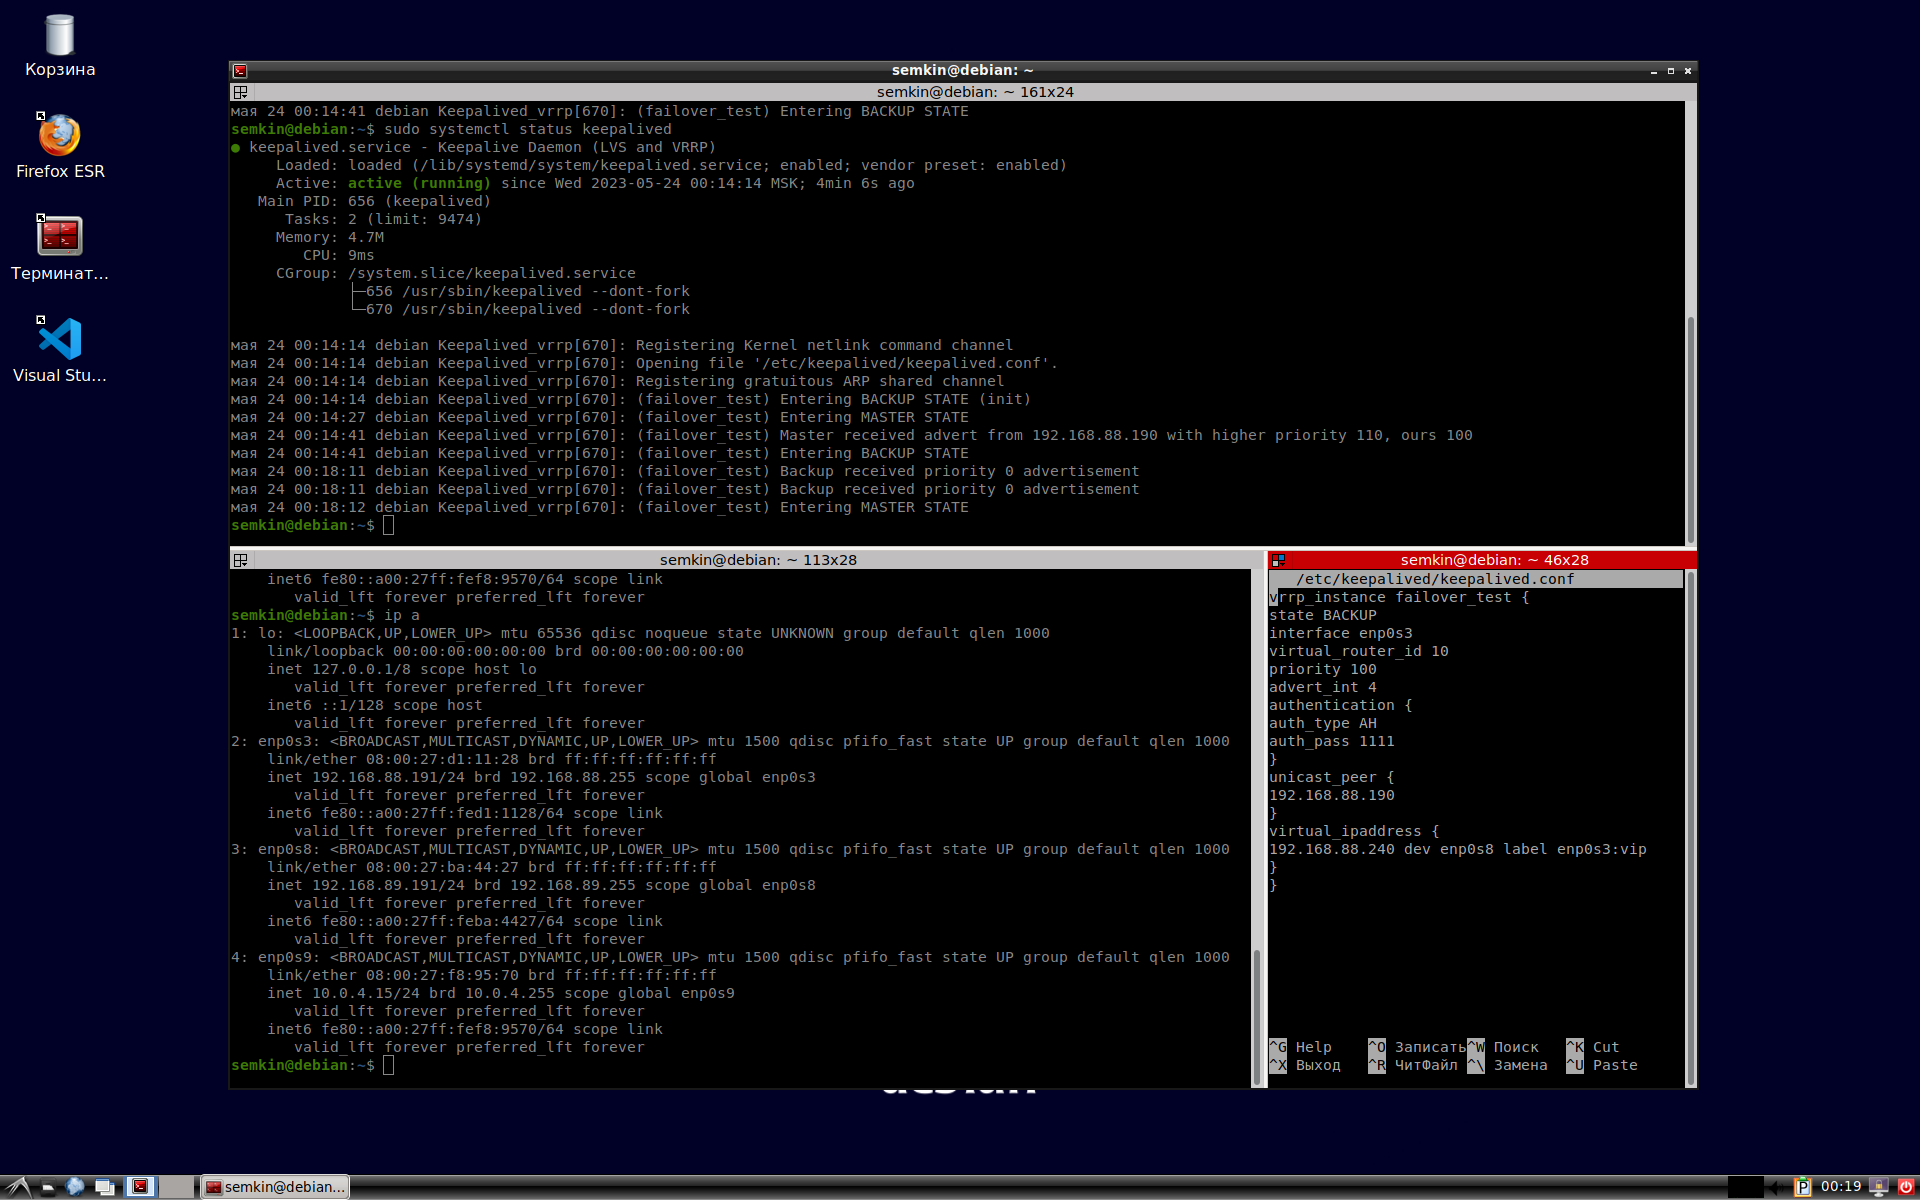 Корзина
Firefox ESR
Терминат...
Visual Stu...
semkin@debian: ~
semkin@debian: ~ 161x24
мая 24 00:14:41 debian Keepalived_vrrp[670]: (failover_test) Entering BACKUP STATE
semkin@debian:~$ sudo systemctl status keepalived
● keepalived.service - Keepalive Daemon (LVS and VRRP)
Loaded: loaded (/lib/systemd/system/keepalived.service; enabled; vendor preset: enabled)
Active: active (running) since Wed 2023-05-24 00:14:14 MSK; 4min 6s ago
Main PID: 656 (keepalived)
Tasks: 2 (limit: 9474)
Memory: 4.7M
CPU: 9ms
CGroup: /system.slice/keepalived.service
├─656 /usr/sbin/keepalived --dont-fork
└─670 /usr/sbin/keepalived --dont-fork
мая 24 00:14:14 debian Keepalived_vrrp[670]: Registering Kernel netlink command channel
мая 24 00:14:14 debian Keepalived_vrrp[670]: Opening file '/etc/keepalived/keepalived.conf'.
мая 24 00:14:14 debian Keepalived_vrrp[670]: Registering gratuitous ARP shared channel
мая 24 00:14:14 debian Keepalived_vrrp[670]: (failover_test) Entering BACKUP STATE (init)
мая 24 00:14:27 debian Keepalived_vrrp[670]: (failover_test) Entering MASTER STATE
мая 24 00:14:41 debian Keepalived_vrrp[670]: (failover_test) Master received advert from 192.168.88.190 with higher priority 110, ours 100
мая 24 00:14:41 debian Keepalived_vrrp[670]: (failover_test) Entering BACKUP STATE
мая 24 00:18:11 debian Keepalived_vrrp[670]: (failover_test) Backup received priority 0 advertisement
мая 24 00:18:11 debian Keepalived_vrrp[670]: (failover_test) Backup received priority 0 advertisement
мая 24 00:18:12 debian Keepalived_vrrp[670]: (failover_test) Entering MASTER STATE
semkin@debian:~$
semkin@debian: ~ 113x28
inet6 fe80::a00:27ff:fef8:9570/64 scope link
valid_lft forever preferred_lft forever
semkin@debian:~$ ip a
1: lo: <LOOPBACK,UP,LOWER_UP> mtu 65536 qdisc noqueue state UNKNOWN group default qlen 1000
link/loopback 00:00:00:00:00:00 brd 00:00:00:00:00:00
inet 127.0.0.1/8 scope host lo
valid_lft forever preferred_lft forever
inet6 ::1/128 scope host
valid_lft forever preferred_lft forever
2: enp0s3: <BROADCAST,MULTICAST,DYNAMIC,UP,LOWER_UP> mtu 1500 qdisc pfifo_fast state UP group default qlen 1000
link/ether 08:00:27:d1:11:28 brd ff:ff:ff:ff:ff:ff
inet 192.168.88.191/24 brd 192.168.88.255 scope global enp0s3
valid_lft forever preferred_lft forever
inet6 fe80::a00:27ff:fed1:1128/64 scope link
valid_lft forever preferred_lft forever
3: enp0s8: <BROADCAST,MULTICAST,DYNAMIC,UP,LOWER_UP> mtu 1500 qdisc pfifo_fast state UP group default qlen 1000
link/ether 08:00:27:ba:44:27 brd ff:ff:ff:ff:ff:ff
inet 192.168.89.191/24 brd 192.168.89.255 scope global enp0s8
valid_lft forever preferred_lft forever
inet6 fe80::a00:27ff:feba:4427/64 scope link
valid_lft forever preferred_lft forever
4: enp0s9: <BROADCAST,MULTICAST,DYNAMIC,UP,LOWER_UP> mtu 1500 qdisc pfifo_fast state UP group default qlen 1000
link/ether 08:00:27:f8:95:70 brd ff:ff:ff:ff:ff:ff
inet 10.0.4.15/24 brd 10.0.4.255 scope global enp0s9
valid_lft forever preferred_lft forever
inet6 fe80::a00:27ff:fef8:9570/64 scope link
valid_lft forever preferred_lft forever
semkin@debian:~$
semkin@debian: ~ 46x28
/etc/keepalived/keepalived.conf
vrrp_instance failover_test {
state BACKUP
interface enp0s3
virtual_router_id 10
priority 100
advert_int 4
authentication {
auth_type AH
auth_pass 1111
}
unicast_peer {
192.168.88.190
}
virtual_ipaddress {
192.168.88.240 dev enp0s8 label enp0s3:vip
}
}
^G Help ^O Записать ^W Поиск ^K Cut
^X Выход ^R ЧитФайл ^\ Замена ^U Paste
semkin@debian...
00:19